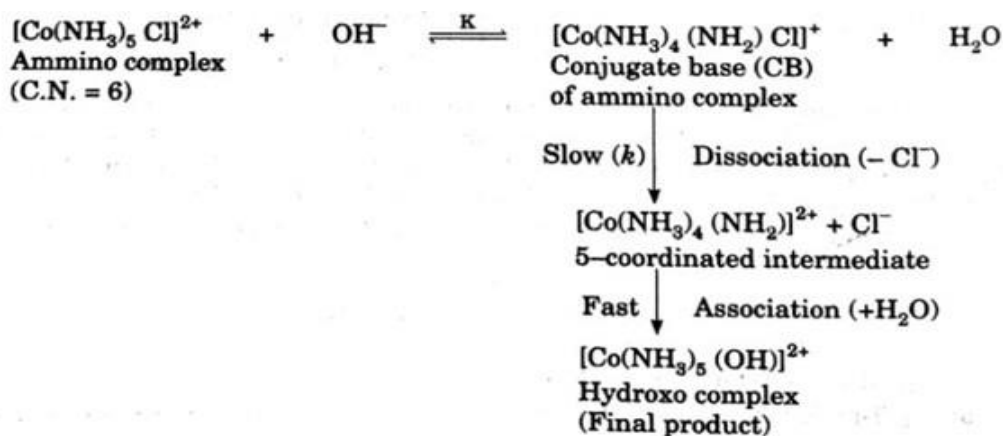 [Co(NH₃)₅ Cl]²⁺ + OH⁻ K [Co(NH₃)₄ (NH₂) Cl]⁺ + H₂O
Ammino complex Conjugate base (CB)
(C.N. = 6) of ammino complex
Slow (k) Dissociation (– Cl⁻)
[Co(NH₃)₄ (NH₂)]²⁺ + Cl⁻
5–coordinated intermediate
Fast Association (+H₂O)
[Co(NH₃)₅ (OH)]²⁺
Hydroxo complex
(Final product)